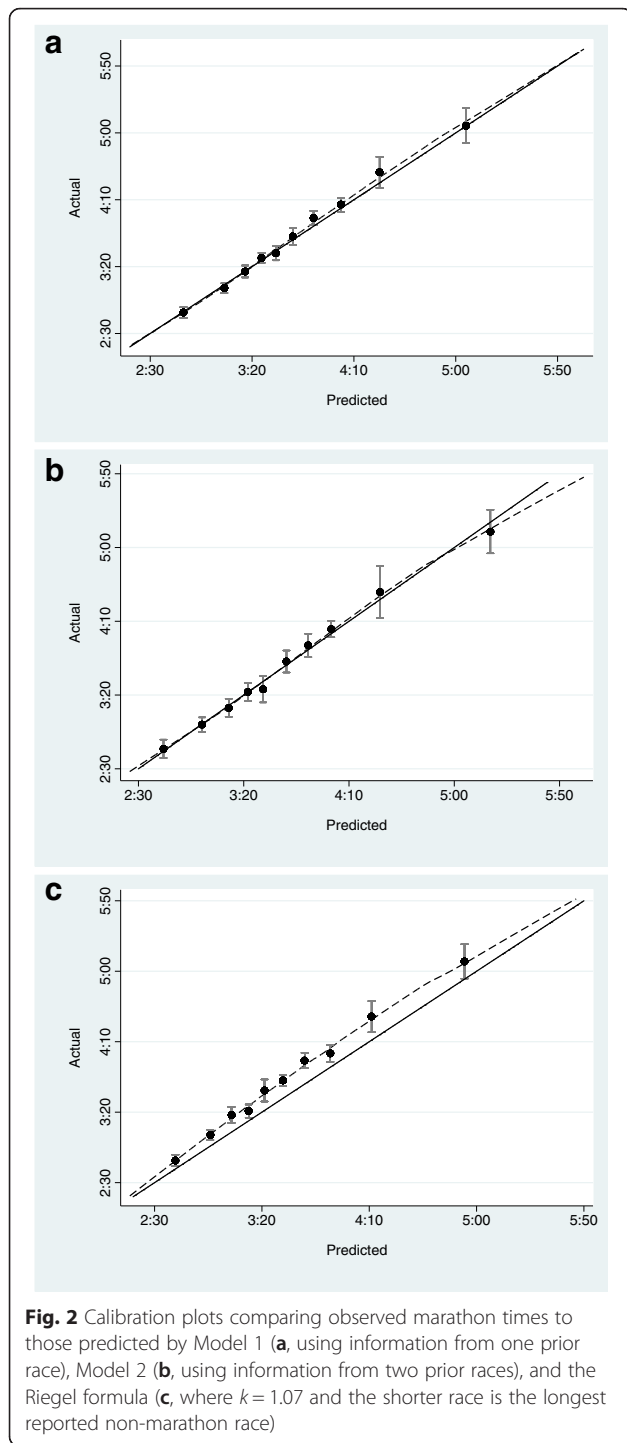 a
5:50
5:00
4:10
3:20
2:30
Actual
2:30 3:20 4:10 5:00 5:50
Predicted
b
5:50
5:00
4:10
3:20
2:30
Actual
2:30 3:20 4:10 5:00 5:50
Predicted
c
5:50
5:00
4:10
3:20
2:30
Actual
2:30 3:20 4:10 5:00 5:50
Predicted
Fig. 2 Calibration plots comparing observed marathon times to
those predicted by Model 1 (a, using information from one prior
race), Model 2 (b, using information from two prior races), and the
Riegel formula (c, where k = 1.07 and the shorter race is the longest
reported non-marathon race)